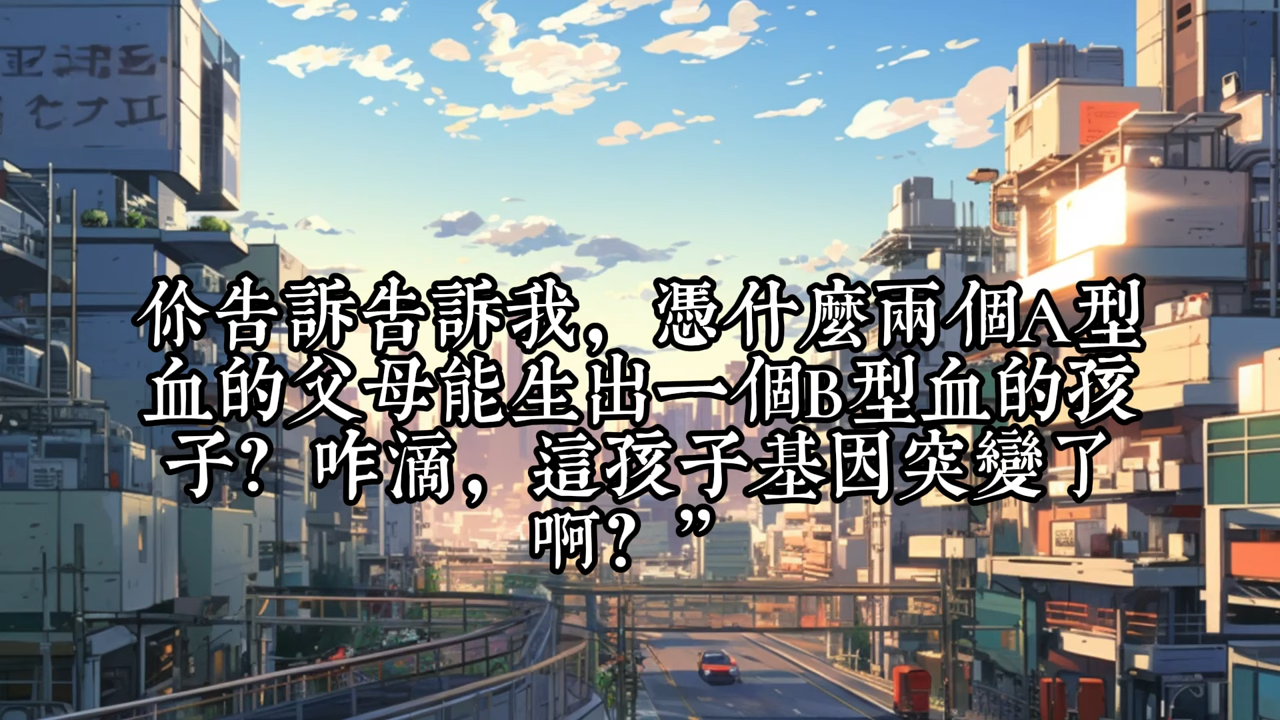 你告訴告訴我，憑什麼兩個A型
血的父母能生出一個B型血的孩
子？咋滴，這孩子基因突變了
啊？”